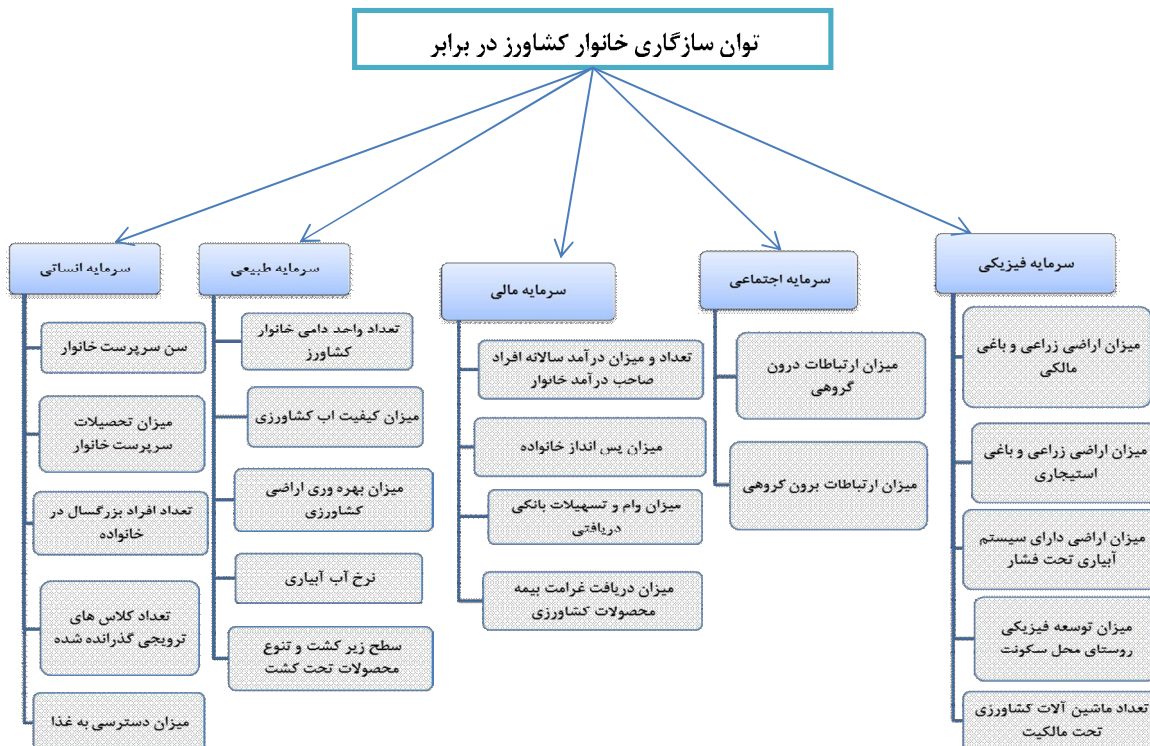 توان سازگاری خانوار کشاورز در برابر
سرمایه فیزیکی
میزان اراضی زراعی و باغی
مالکی
میزان اراضی زراعی و باغی
استیجاری
میزان اراضی دارای سیستم
آبیاری تحت فشار
میزان توسعه فیزیکی
روستای محل سکونت
تعداد ماشین آلات کشاورزی
تحت مالکیت
سرمایه اجتماعی
میزان ارتباطات درون
گروهی
میزان ارتباطات برون کروهی
سرمایه مالی
تعداد و میزان درآمد سالانه افراد
صاحب درآمد خانوار
میزان پس انداز خانواده
میزان وام و تسهیلات بانکی
دریافتی
میزان دریافت غرامت بیمه
محصولات کشاورزی
سرمایه طبیعی
تعداد واحد دامی خانوار
کشاورز
میزان کیفیت اب کشاورزی
میزان بهره وری اراضی
کشاورزی
نرخ آب آبیاری
سطح زیر کشت و تنوع
محصولات تحت کشت
سرمایه انسانی
سن سرپرست خانوار
میزان تحصیلات
سرپرست خانوار
تعداد افراد بزرگسال در
خانواده
تعداد کلاس های
ترویجی گذرانده شده
میزان دسترسی به غذا